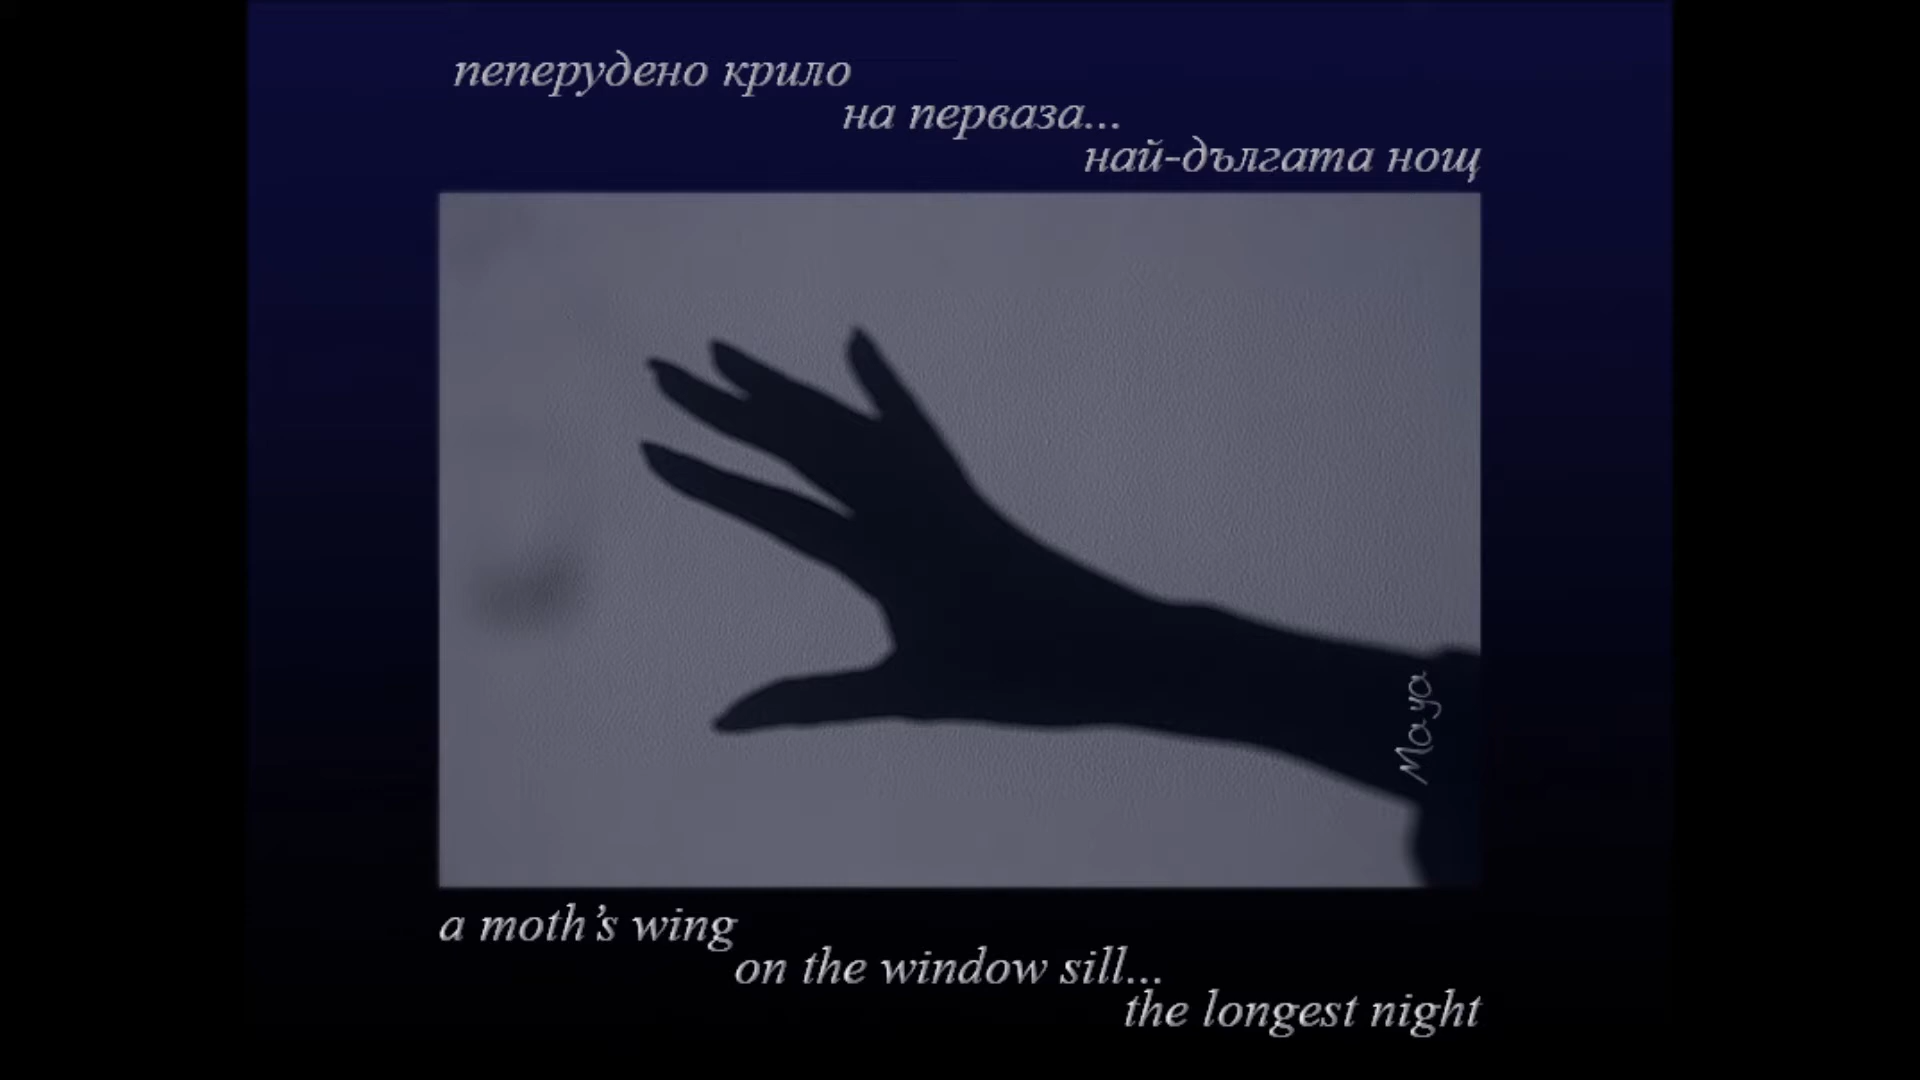 пеперудено крило
на перваза...
най-дългата нощ
Maya
a moth’s wing
on the window sill...
the longest night